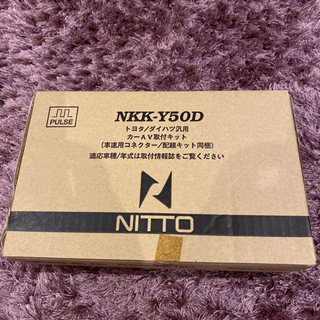 PULSE
NKK-Y50D
トヨタ/ダイハツ汎用
カーAV取付キット
(車速用コネクター/配線キット同梱)
適応車種/年式は取付情報誌をご覧ください
NITTO